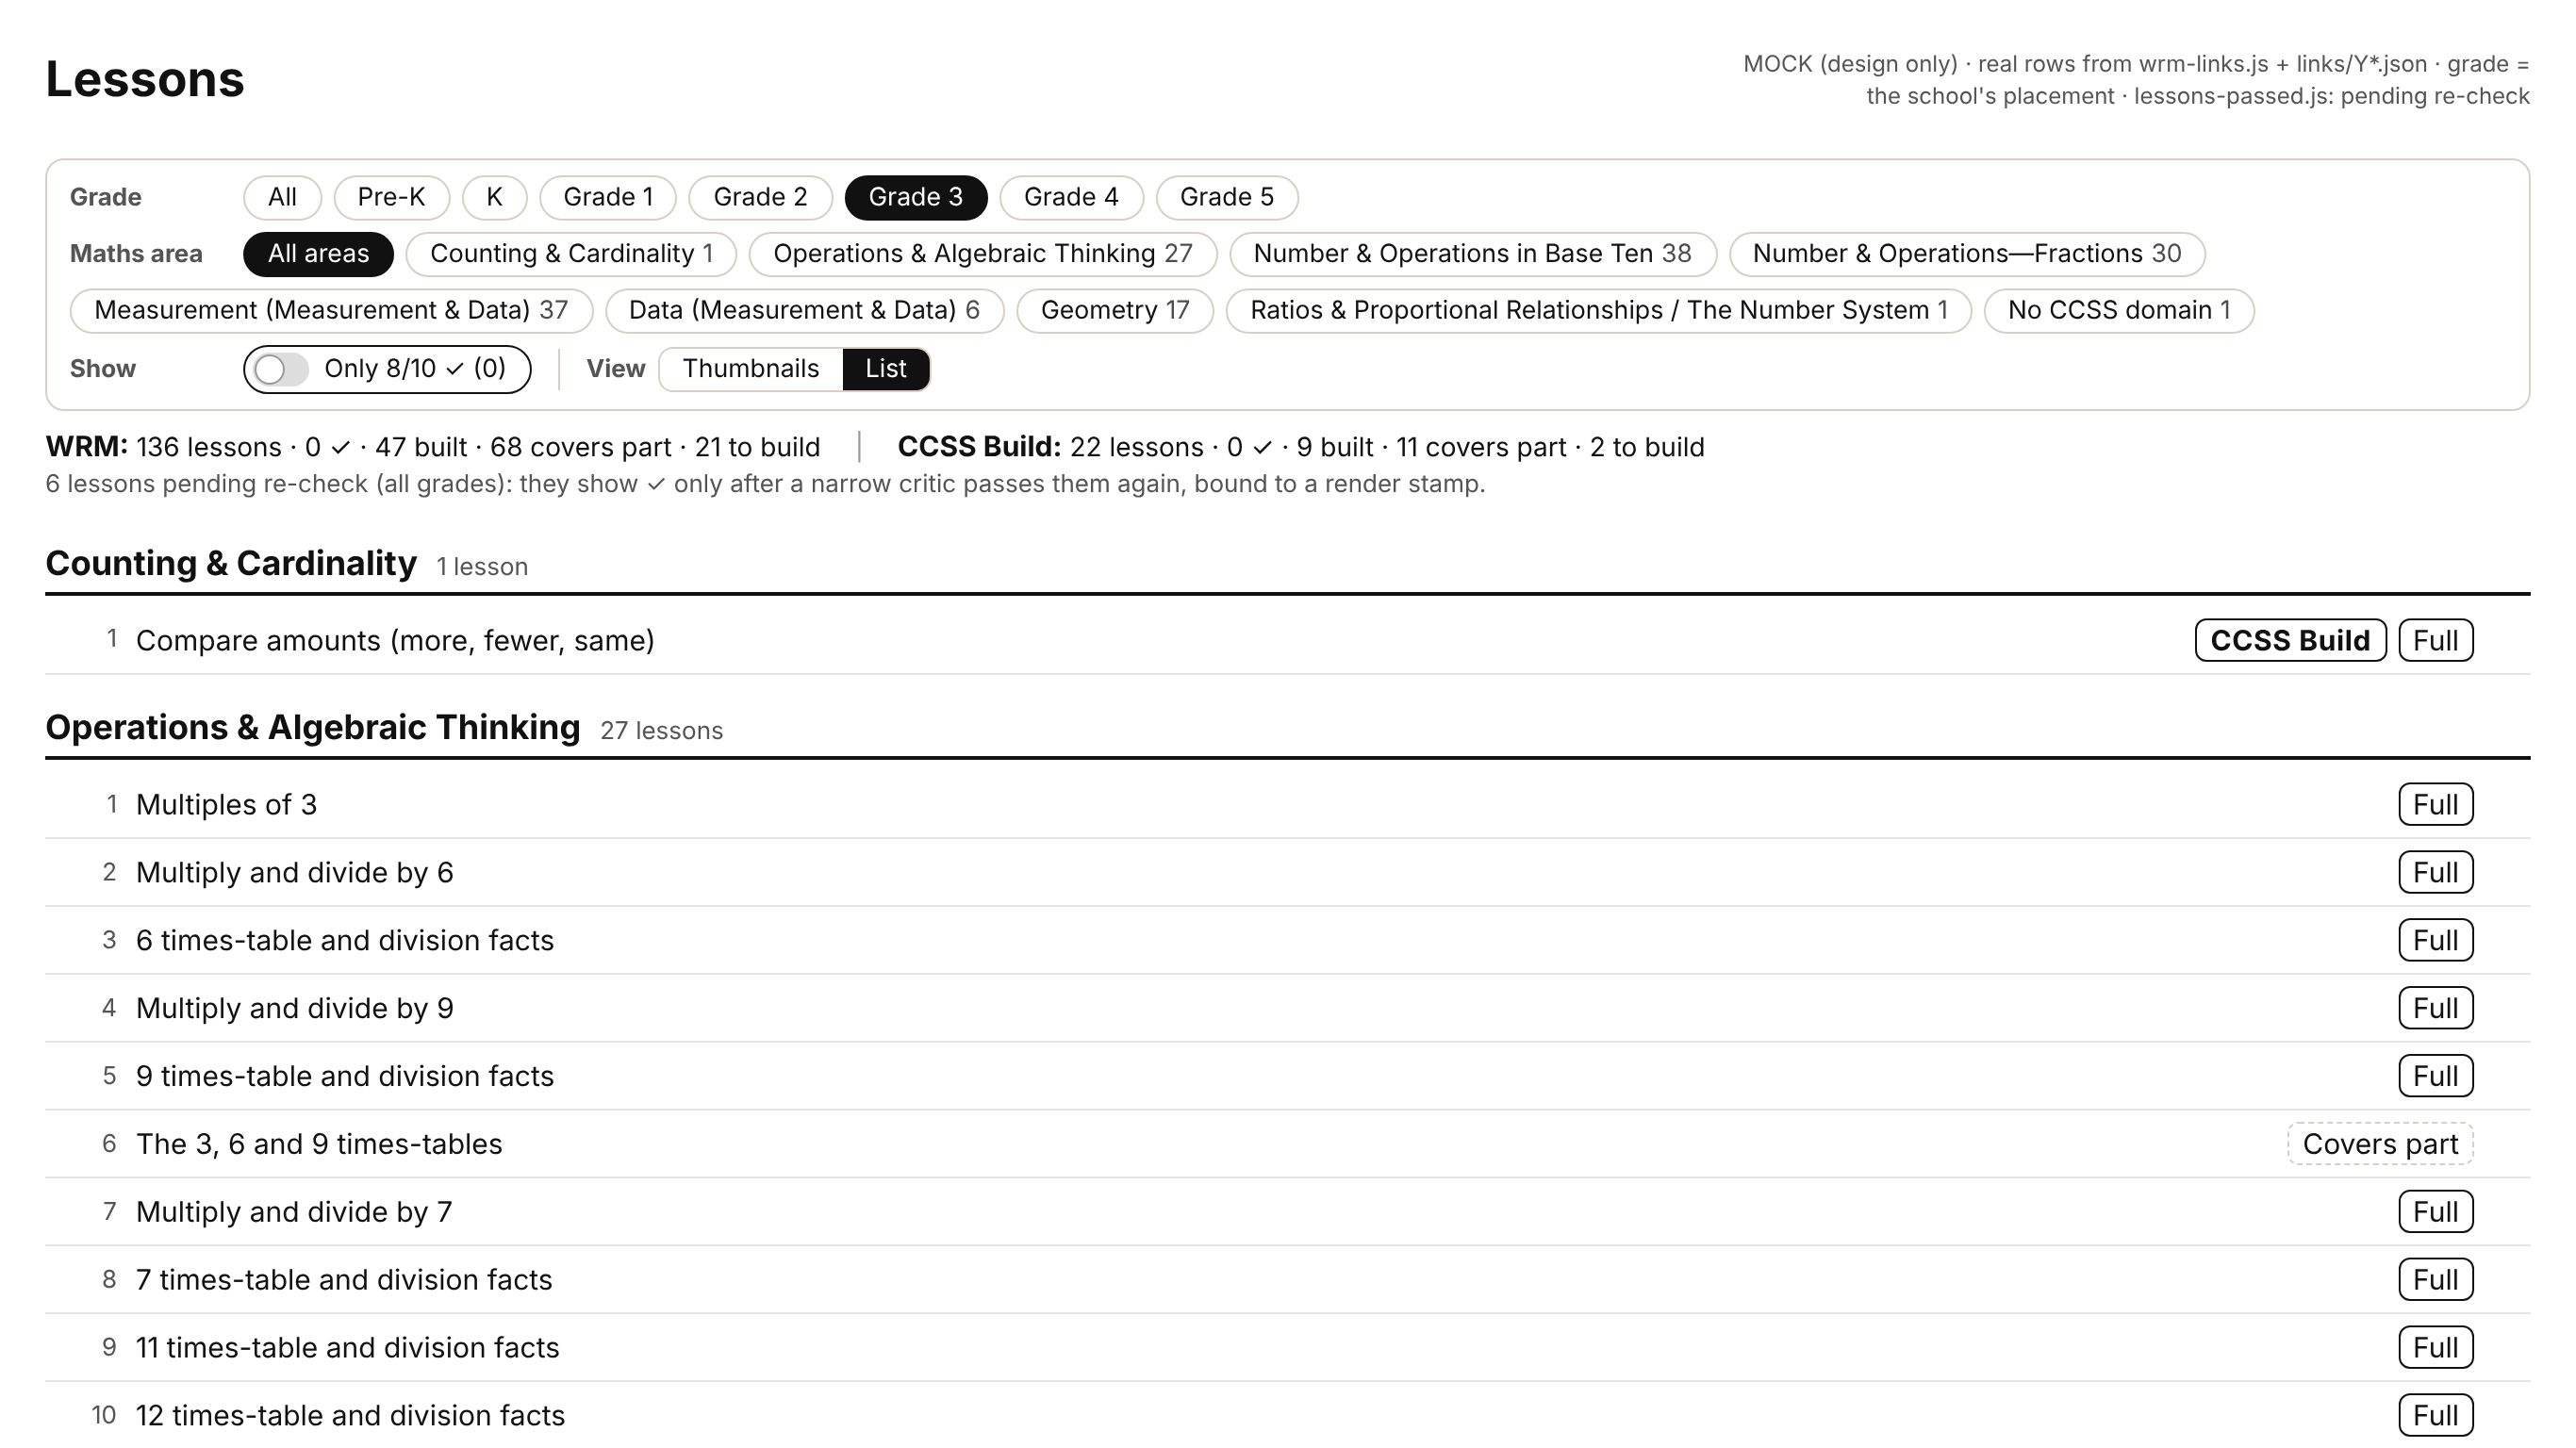 Lessons
MOCK (design only) · real rows from wrm-links.js + links/Y*.json · grade =
the school's placement · lessons-passed.js: pending re-check
Grade All Pre-K K Grade 1 Grade 2 Grade 3 Grade 4 Grade 5
Maths area All areas Counting & Cardinality 1 Operations & Algebraic Thinking 27 Number & Operations in Base Ten 38 Number & Operations—Fractions 30
Measurement (Measurement & Data) 37 Data (Measurement & Data) 6 Geometry 17 Ratios & Proportional Relationships / The Number System 1 No CCSS domain 1
Show Only 8/10 ✓ (0) View Thumbnails List
WRM: 136 lessons · 0 ✓ · 47 built · 68 covers part · 21 to build | CCSS Build: 22 lessons · 0 ✓ · 9 built · 11 covers part · 2 to build
6 lessons pending re-check (all grades): they show ✓ only after a narrow critic passes them again, bound to a render stamp.
Counting & Cardinality 1 lesson
1 Compare amounts (more, fewer, same) CCSS Build Full
Operations & Algebraic Thinking 27 lessons
1 Multiples of 3 Full
2 Multiply and divide by 6 Full
3 6 times-table and division facts Full
4 Multiply and divide by 9 Full
5 9 times-table and division facts Full
6 The 3, 6 and 9 times-tables Covers part
7 Multiply and divide by 7 Full
8 7 times-table and division facts Full
9 11 times-table and division facts Full
10 12 times-table and division facts Full